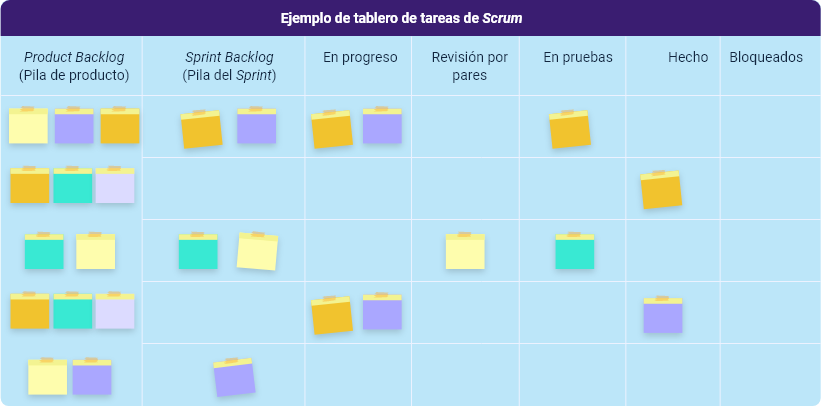 Ejemplo de tablero de tareas de Scrum
Product Backlog
(Pila de producto)
Sprint Backlog
(Pila del Sprint)
En progreso
Revisión por
pares
En pruebas
Hecho
Bloqueados